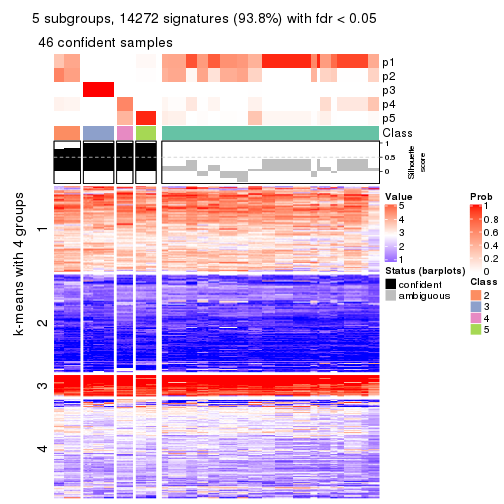 5 subgroups, 14272 signatures (93.8%) with fdr < 0.05
46 confident samples
p1
p2
p3
p4
p5
Class
1
0.5
0
Silhouette
score
k-means with 4 groups
1
2
3
4
Value
5
4
3
2
1
Status (barplots)
confident
ambiguous
Prob
1
0.8
0.6
0.4
0.2
0
Class
2
3
4
5